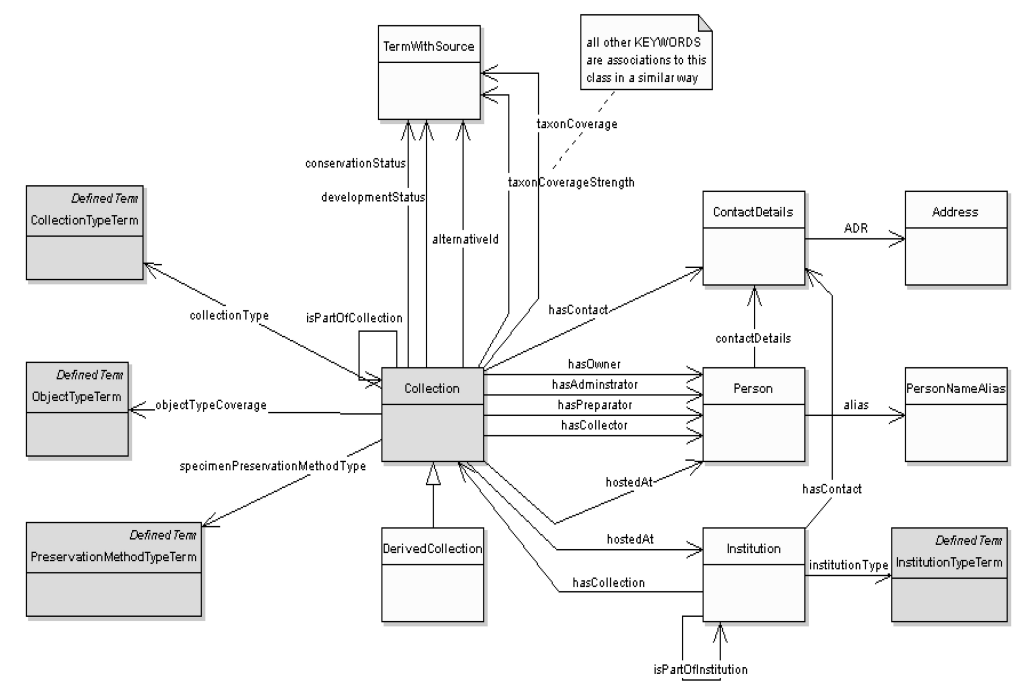 TermWithSource
all other KEYWORDS
are associations to this
class in a similar way
taxonCoverage
conservationStatus
taxonCoverageStrength
developmentStatus
alternativeId
Defined Term
CollectionTypeTerm
ContactDetails
Address
ADR
collectionType
isPartOfCollection
hasContact
contactDetails
Defined Term
ObjectTypeTerm
objectTypeCoverage
Collection
hasOwner
hasAdminstrator
hasPreparator
hasCollector
Person
alias
PersonNameAlias
specimenPreservationMethodType
hostedAt
hasContact
Defined Term
PreservationMethodTypeTerm
DerivedCollection
hostedAt
hasCollection
Institution
institutionType
Defined Term
InstitutionTypeTerm
isPartOfInstitution